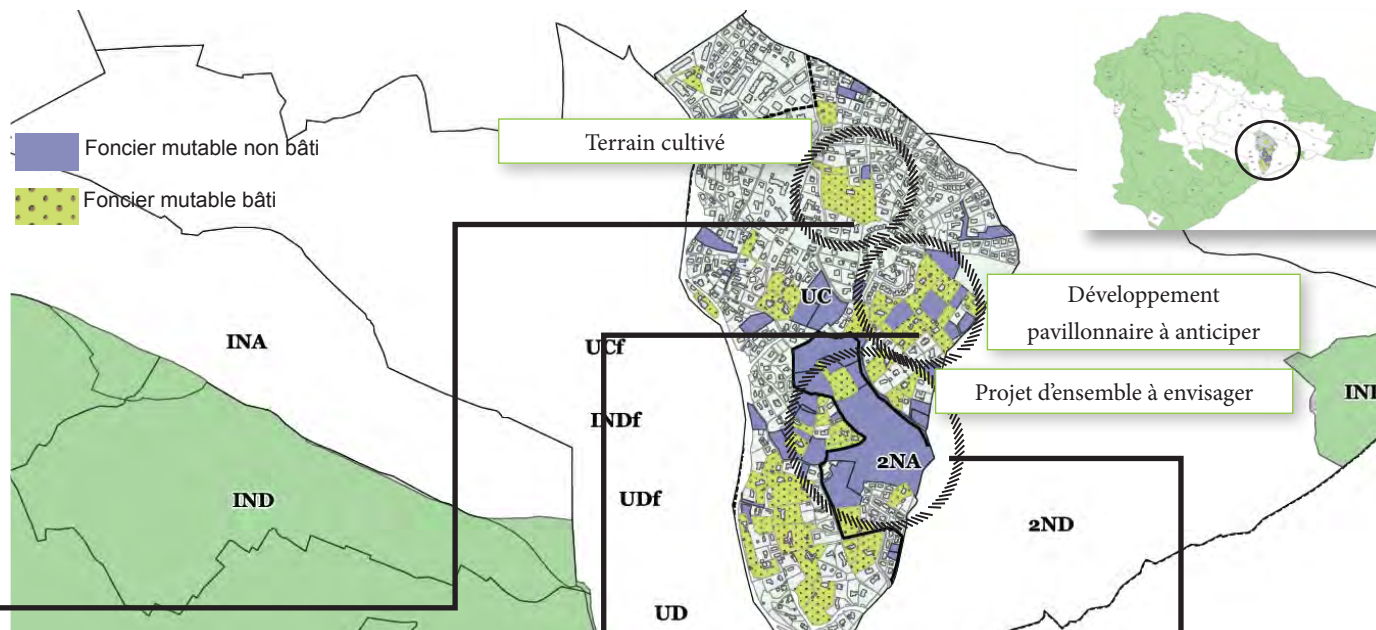 Terrain cultivé
Foncier mutable non bâti
Foncier mutable bâti
Développement
pavillonnaire à anticiper
UC
INA
UCf
Projet d'ensemble à envisager
INDf
2NA
IND
UDf
2ND
UD